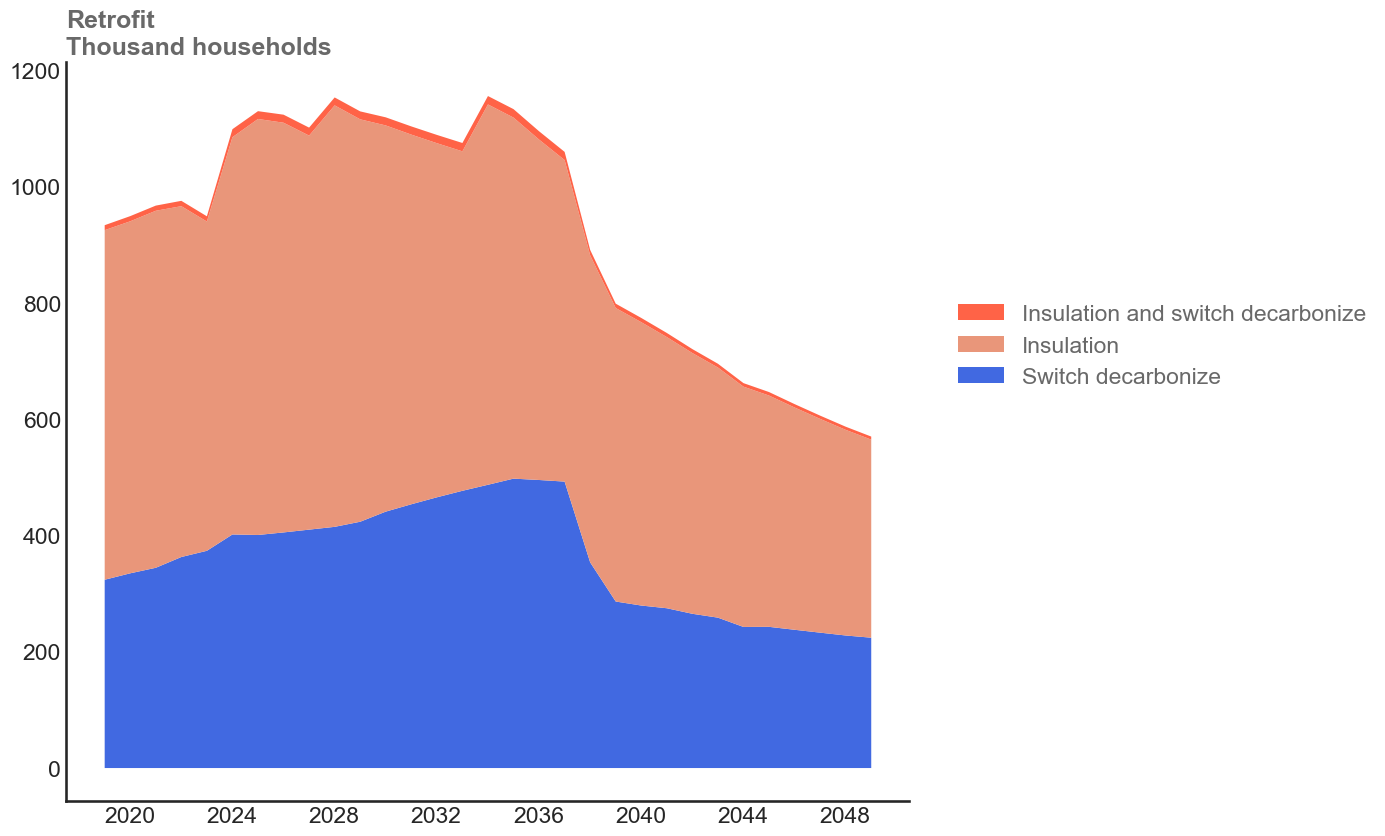 Retrofit
Thousand households
1200
1000
800
600
400
200
0
2020 2024 2028 2032 2036 2040 2044 2048
Insulation and switch decarbonize
Insulation
Switch decarbonize